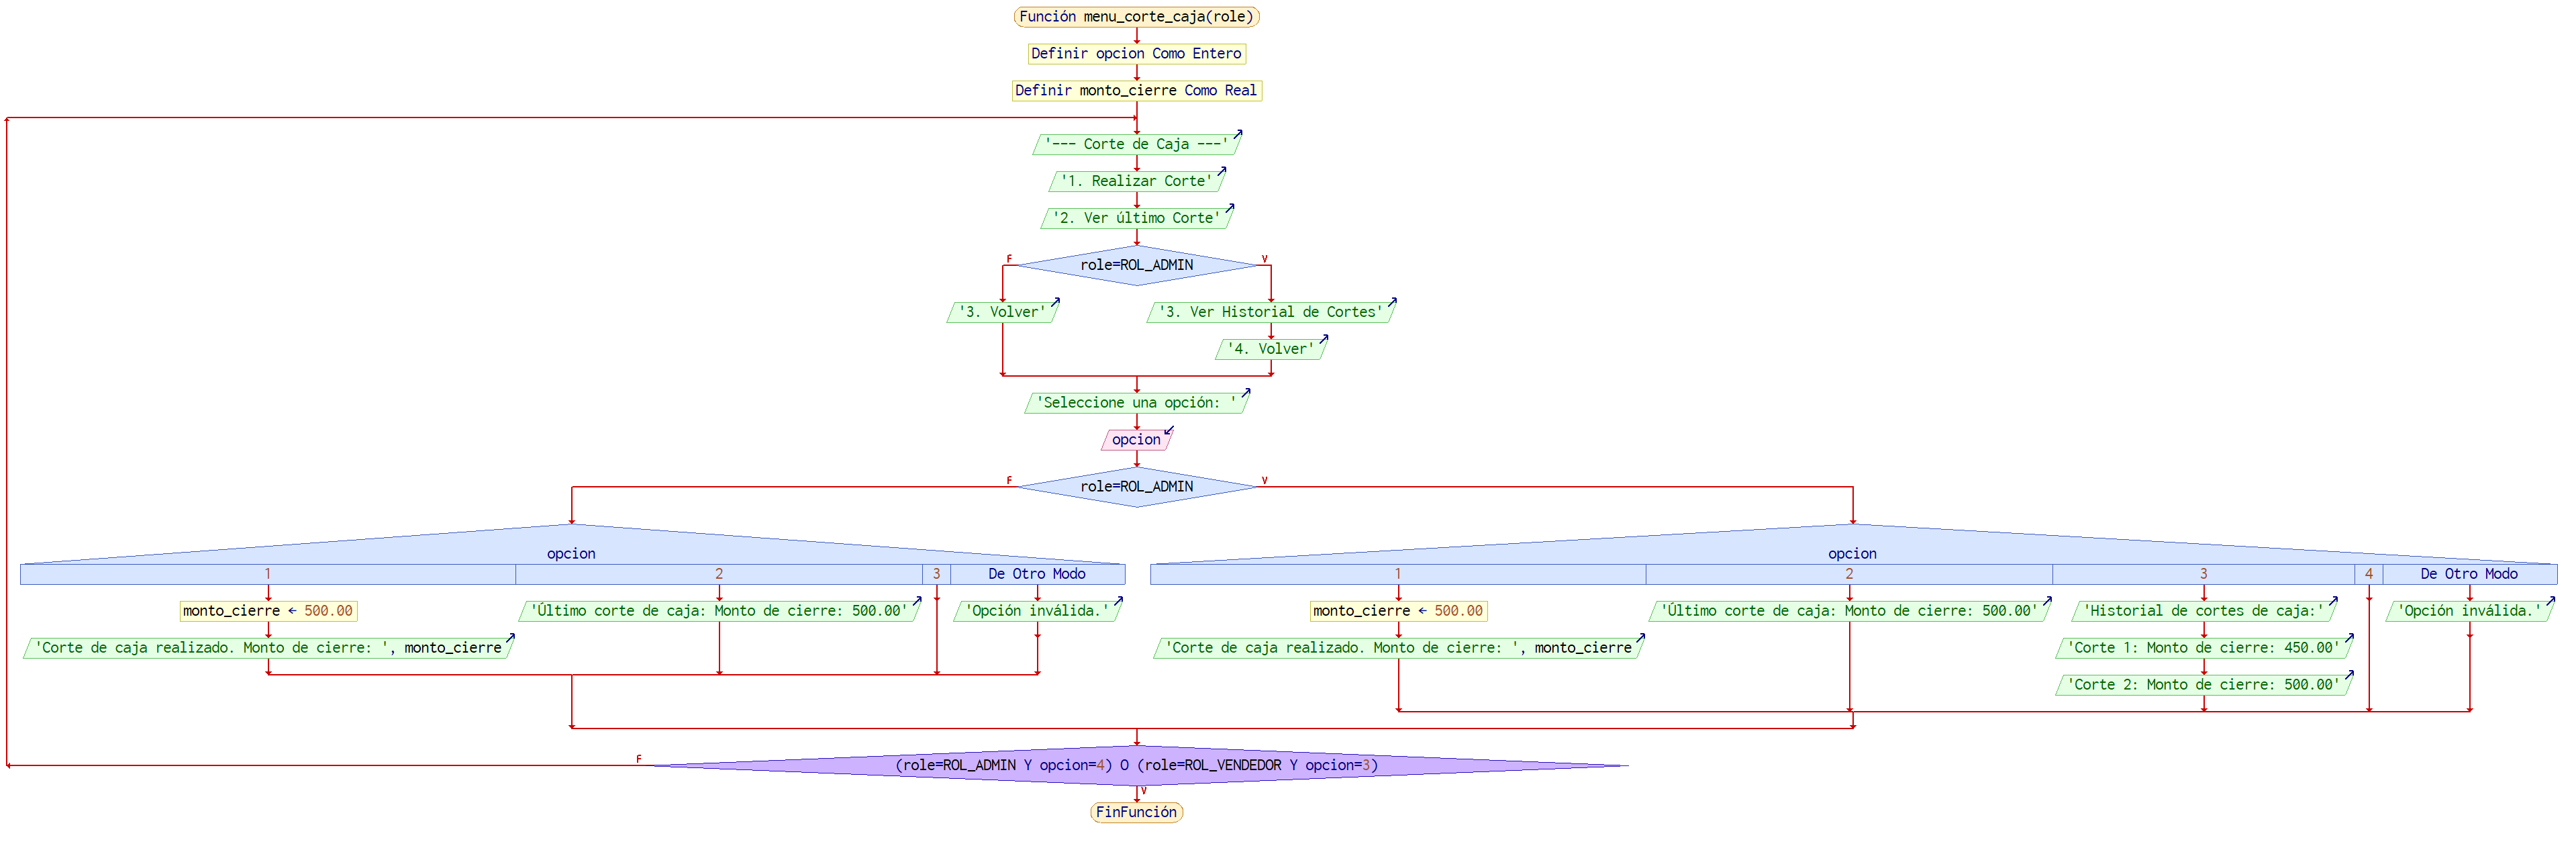 Función menu_corte_caja(role)
Definir opcion Como Entero
Definir monto_cierre Como Real
'--- Corte de Caja ---'
'1. Realizar Corte'
'2. Ver último Corte'
role=ROL_ADMIN
F
V
'3. Volver'
'3. Ver Historial de Cortes'
'4. Volver'
'Seleccione una opción: '
opcion
role=ROL_ADMIN
F
V
opcion
1
2
3
De Otro Modo
monto_cierre ← 500.00
'Último corte de caja: Monto de cierre: 500.00'
'Opción inválida.'
'Corte de caja realizado. Monto de cierre: ', monto_cierre
opcion
1
2
3
4
De Otro Modo
monto_cierre ← 500.00
'Último corte de caja: Monto de cierre: 500.00'
'Historial de cortes de caja:'
'Opción inválida.'
'Corte de caja realizado. Monto de cierre: ', monto_cierre
'Corte 1: Monto de cierre: 450.00'
'Corte 2: Monto de cierre: 500.00'
F
(role=ROL_ADMIN Y opcion=4) O (role=ROL_VENDEDOR Y opcion=3)
V
FinFunción